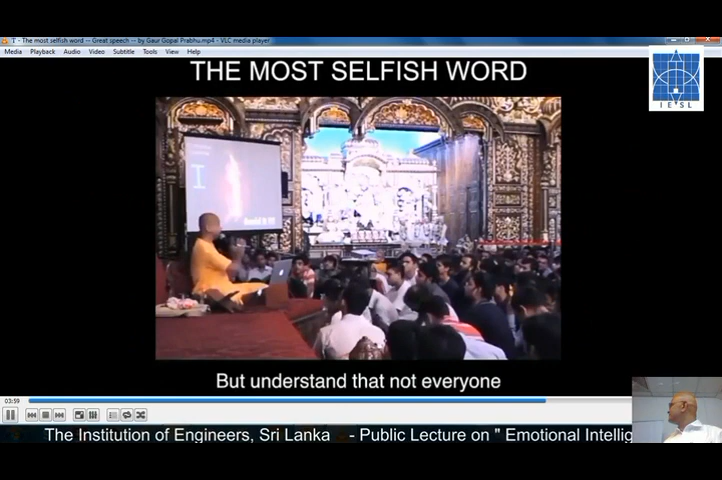 I - The most selfish word -- Great speech -- by Gaur Gopal Prabhu.mp4 - VLC media player
Media Playback Audio Video Subtitle Tools View Help
THE MOST SELFISH WORD
IESL
I
But understand that not everyone
03:59
The Institution of Engineers, Sri Lanka - Public Lecture on " Emotional Intellig